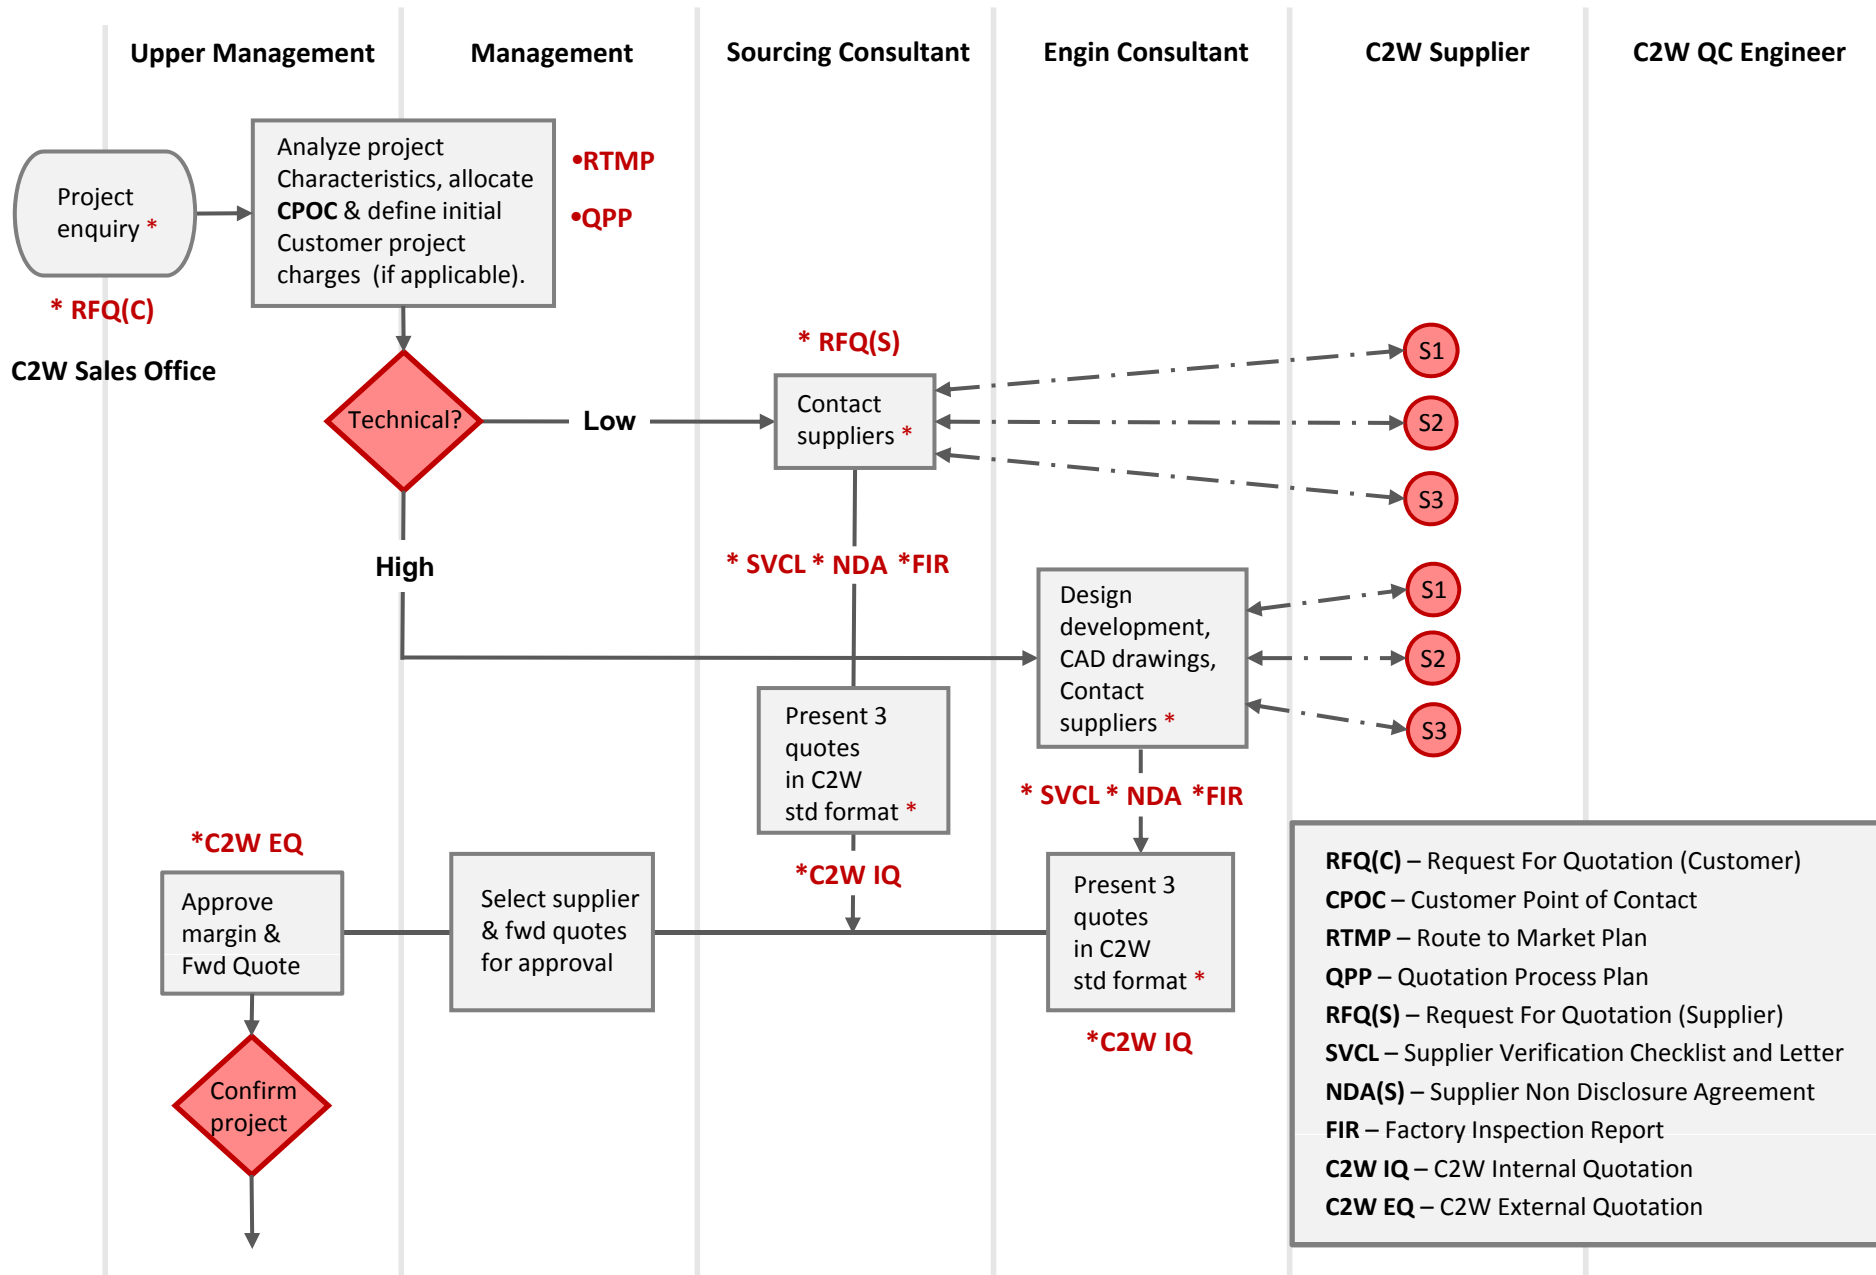 Upper Management
Management
Sourcing Consultant
Engin Consultant
C2W Supplier
C2W QC Engineer
Project
enquiry *
* RFQ(C)
C2W Sales Office
Analyze project
Characteristics, allocate
CPOC & define initial
Customer project
charges (if applicable).
•RTMP
•QPP
Technical?
Low
High
* RFQ(S)
Contact
suppliers *
S1
S2
S3
* SVCL * NDA *FIR
Design
development,
CAD drawings,
Contact
suppliers *
S1
S2
S3
Present 3
quotes
in C2W
std format *
* SVCL * NDA *FIR
*C2W IQ
*C2W EQ
Approve
margin &
Fwd Quote
Select supplier
& fwd quotes
for approval
Present 3
quotes
in C2W
std format *
*C2W IQ
Confirm
project
RFQ(C) – Request For Quotation (Customer)
CPOC – Customer Point of Contact
RTMP – Route to Market Plan
QPP – Quotation Process Plan
RFQ(S) – Request For Quotation (Supplier)
SVCL – Supplier Verification Checklist and Letter
NDA(S) – Supplier Non Disclosure Agreement
FIR – Factory Inspection Report
C2W IQ – C2W Internal Quotation
C2W EQ – C2W External Quotation